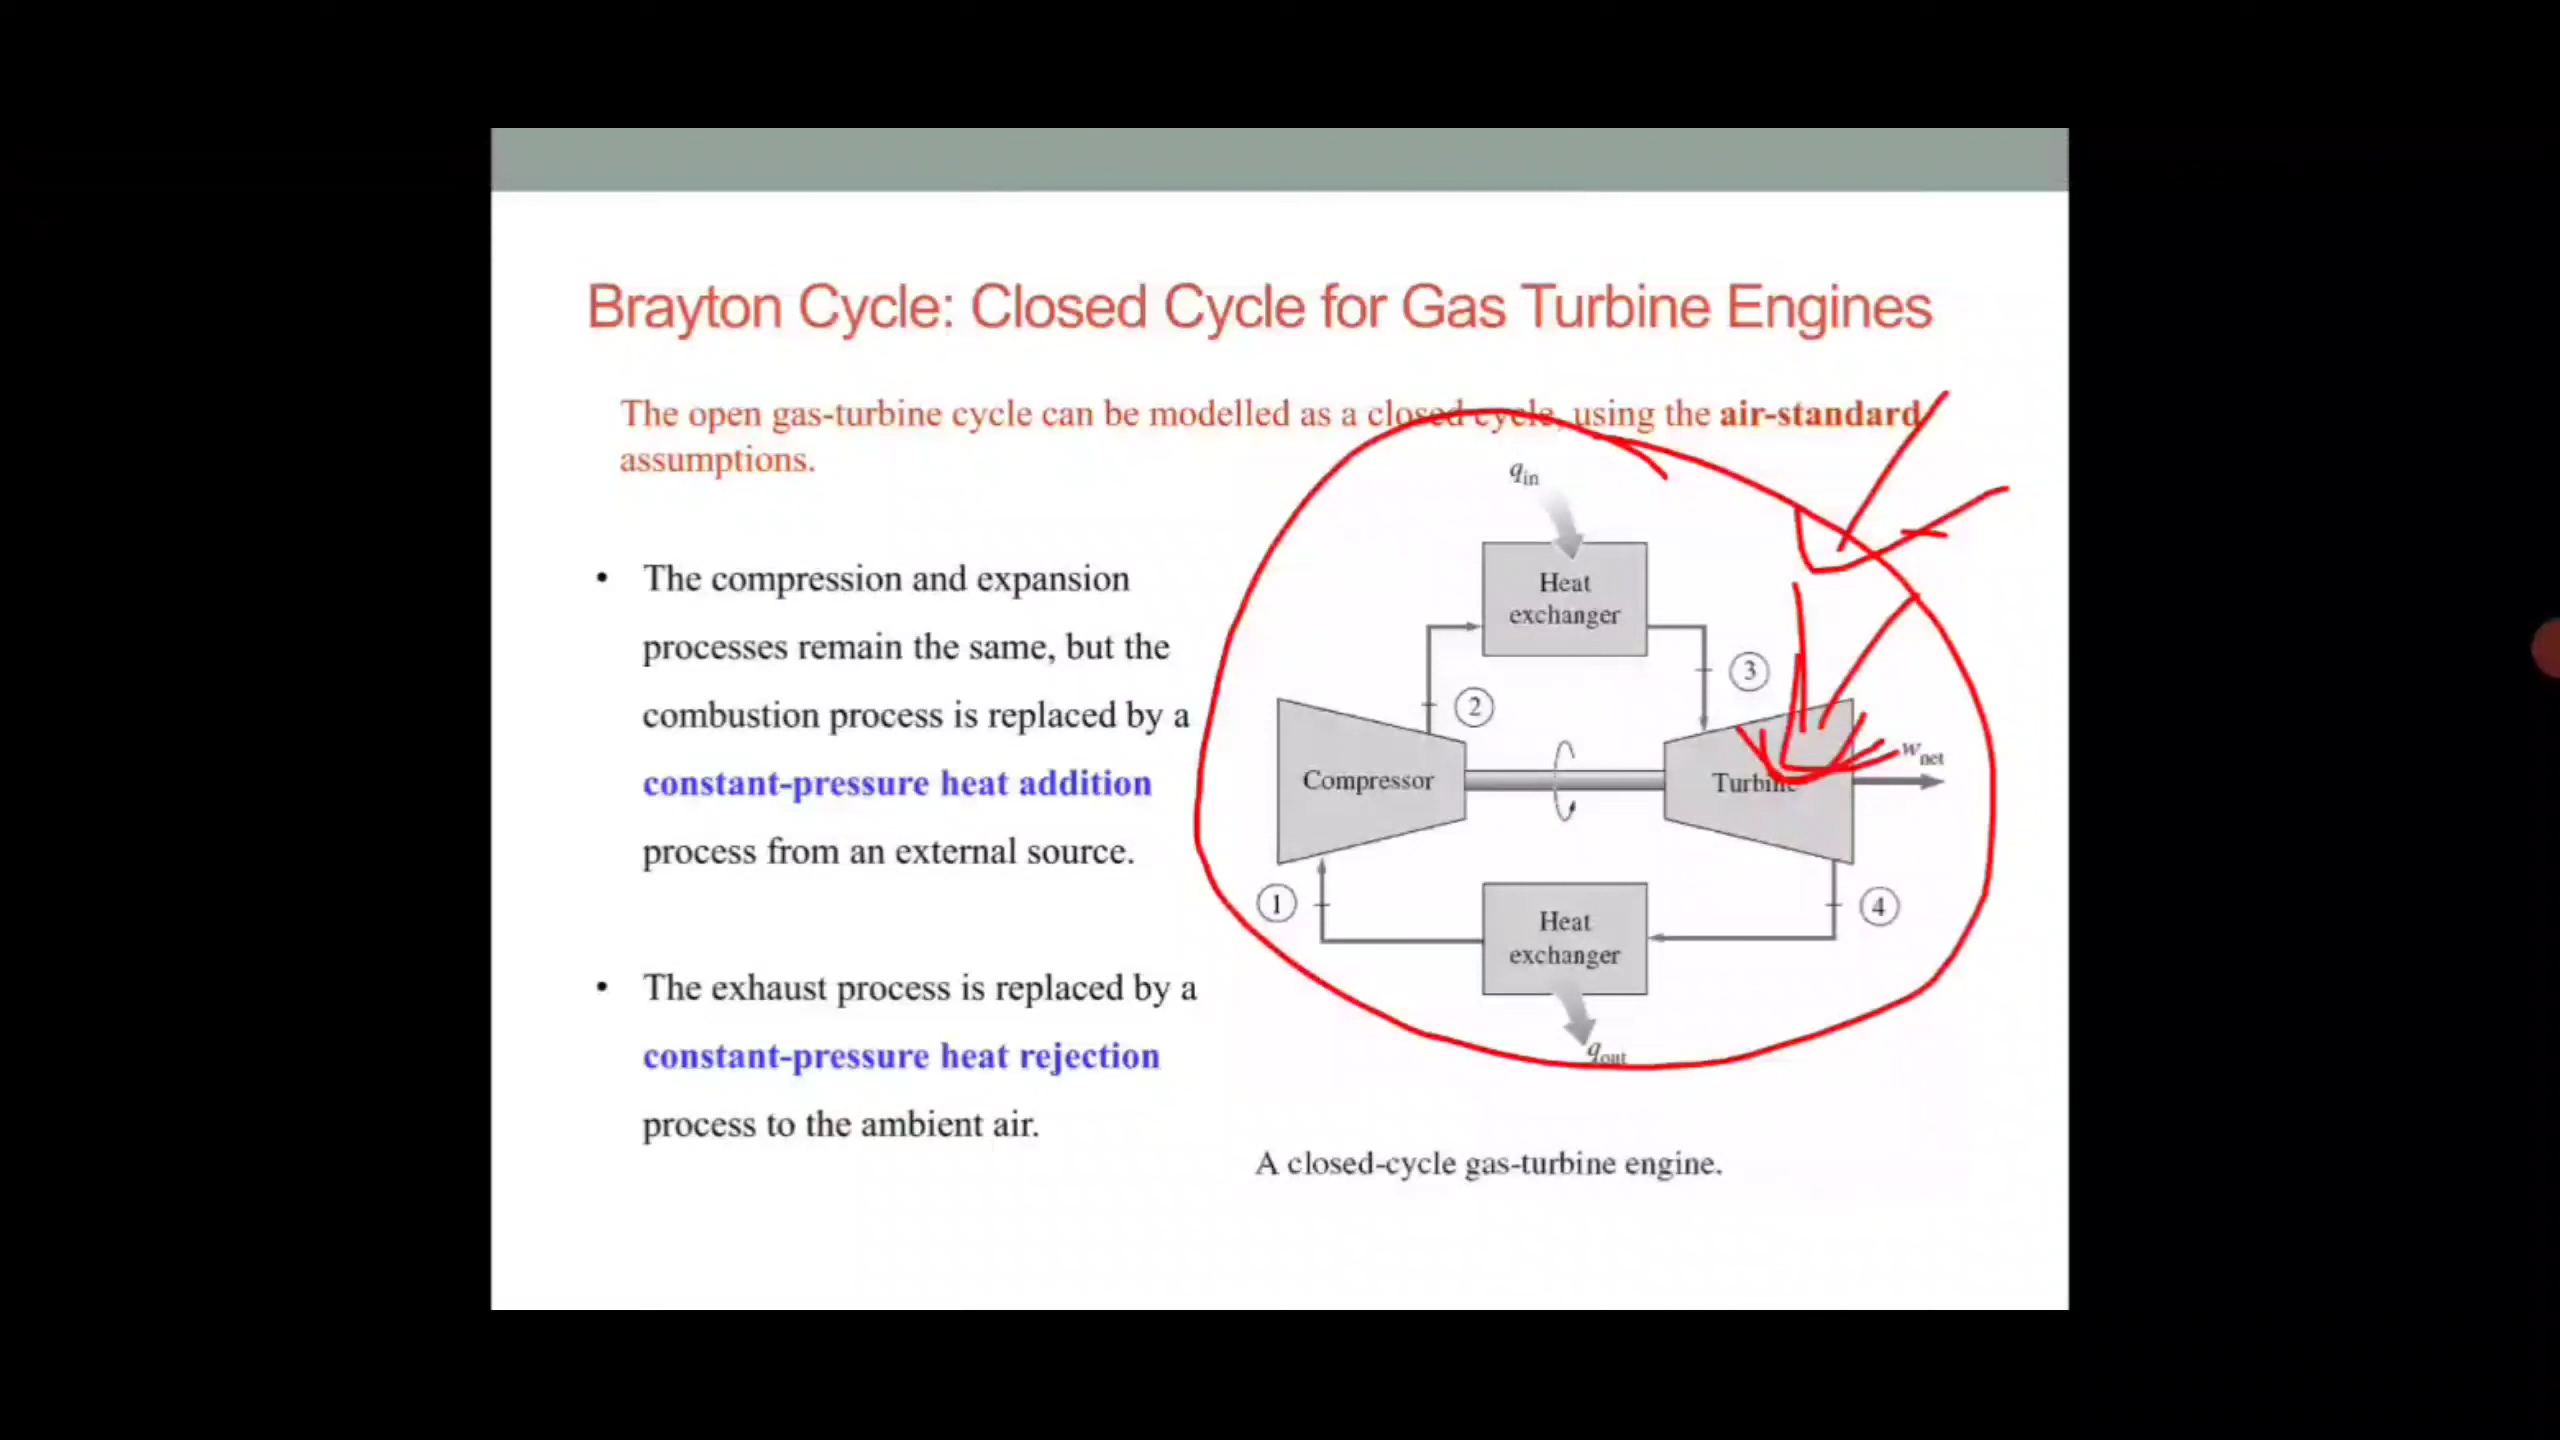 Brayton Cycle: Closed Cycle for Gas Turbine Engines
The open gas-turbine cycle can be modelled as a closed cycle, using the air-standard
assumptions.
• The compression and expansion
processes remain the same, but the
combustion process is replaced by a
constant-pressure heat addition
process from an external source.
• The exhaust process is replaced by a
constant-pressure heat rejection
process to the ambient air.
qin
Heat
exchanger
3
2
wnet
Compressor
Turbine
1
4
Heat
exchanger
qout
A closed-cycle gas-turbine engine.